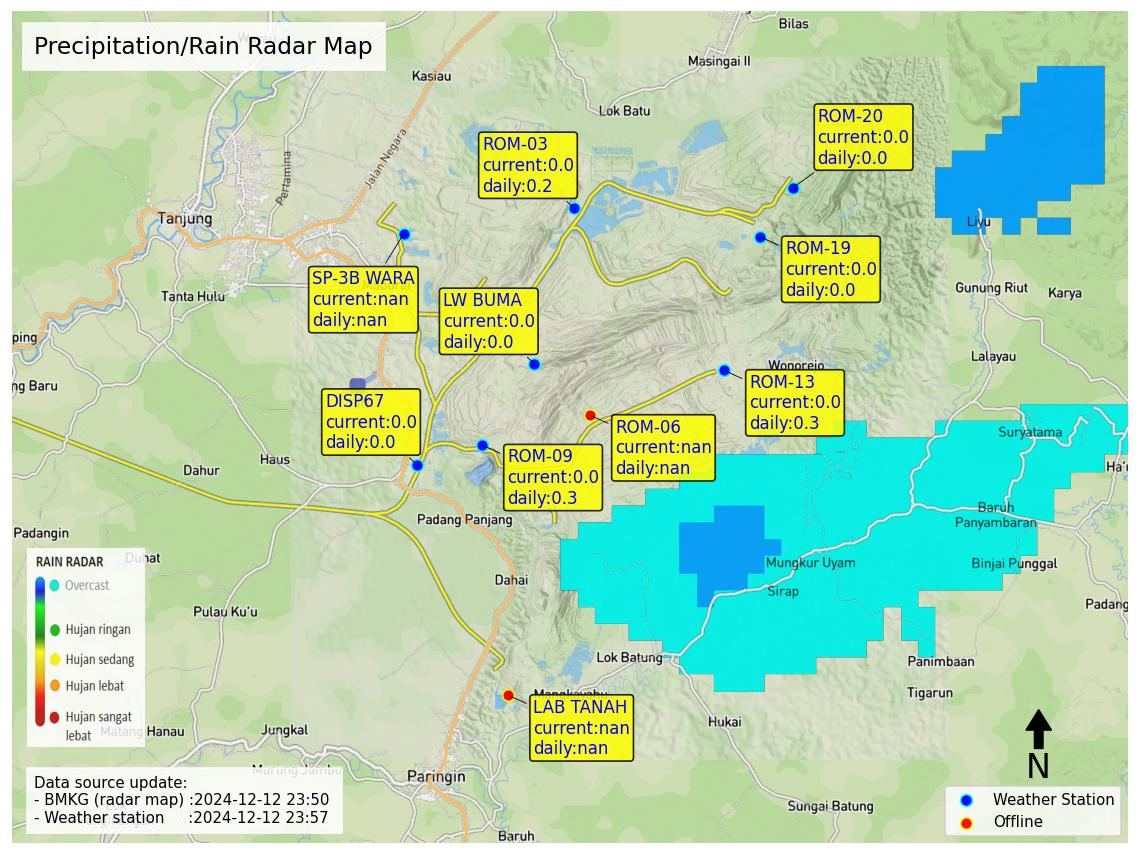 Precipitation/Rain Radar Map
Bilas
Masingai II
Kasiau
Lok Batu
Jalan Negara
Pertamina
Tanjung
ROM-20
current:0.0
daily:0.0
ROM-03
current:0.0
daily:0.2
Liyu
ROM-19
current:0.0
daily:0.0
SP-3B WARA
current:nan
daily:nan
Tanta Hulu
LW BUMA
current:0.0
daily:0.0
Gunung Riut
Karya
ping
Lalayau
Wonorejo
ng Baru
ROM-13
current:0.0
daily:0.3
DISP67
current:0.0
daily:0.0
ROM-06
current:nan
daily:nan
Suryatama
ROM-09
current:0.0
daily:0.3
Haus
Dahur
Ha'u
Baruh
Panyambaran
Padang Panjang
Padangin
Duhat
Mungkur Uyam
Binjai Punggal
Dahai
Sirap
Padang
Pulau Ku'u
RAIN RADAR
Overcast
Hujan ringan
Hujan sedang
Hujan lebat
Hujan sangat
lebat
Lok Batung
Panimbaan
Tigarun
LAB TANAH
current:nan
daily:nan
Hukai
Matang Hanau
Jungkal
Murung Jambu
Paringin
N
Data source update:
- BMKG (radar map) :2024-12-12 23:50
- Weather station :2024-12-12 23:57
Sungai Batung
Baruh
Weather Station
Offline